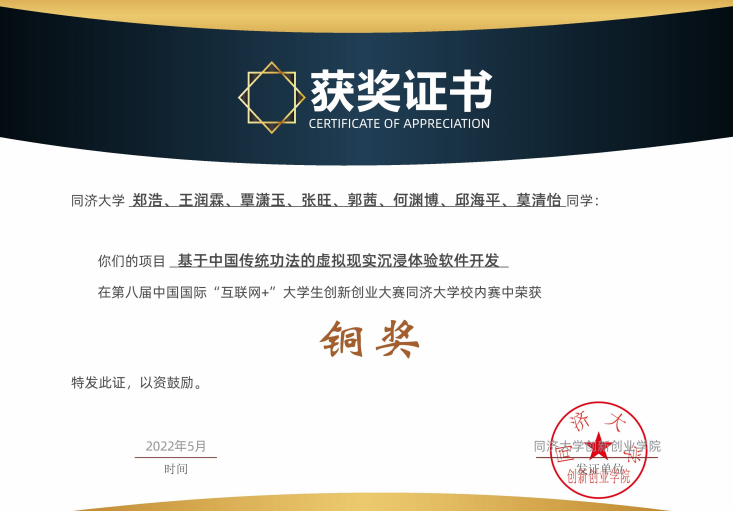 获奖证书
CERTIFICATE OF APPRECIATION
同济大学 郑浩、王润霖、覃潇玉、张旺、郭茜、何渊博、邱海平、莫清怡 同学：
你们的项目 基于中国传统功法的虚拟现实沉浸体验软件开发
在第八届中国国际“互联网+”大学生创新创业大赛同济大学校内赛中荣获
铜奖
特发此证，以资鼓励。
2022年5月
时间
同济大学创新创业学院
发证单位
同济大学
创新创业学院